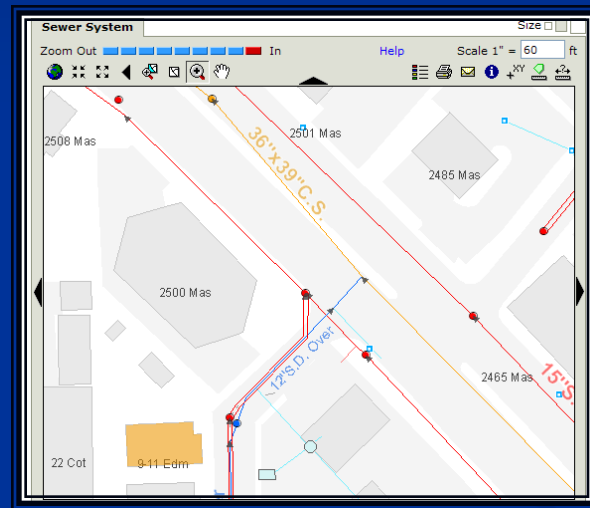 Sewer System
Size
Zoom Out In Help Scale 1" = 60 ft
XY
2508 Mas
36"x39"C.S.
2501 Mas
2485 Mas
2500 Mas
12"S.D. Over
2465 Mas
15"S.
22 Cot
9-11 Edm